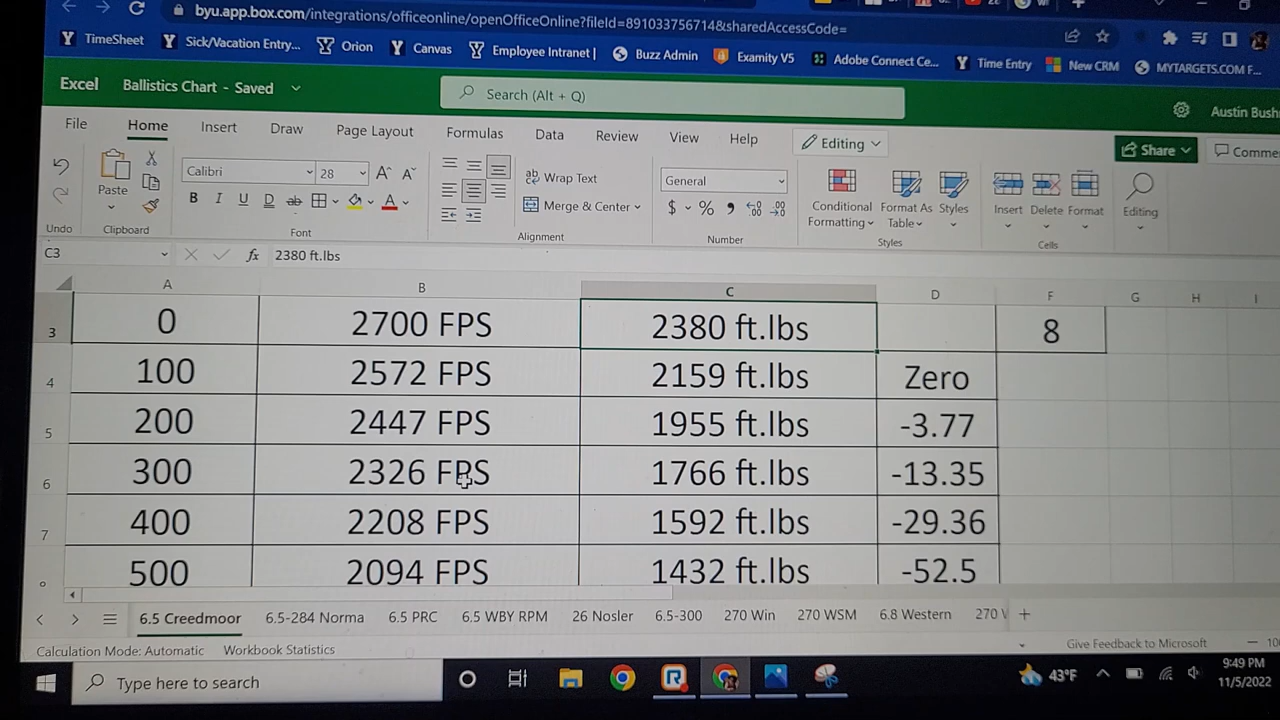 byu.app.box.com/integrations/officeonline/openOfficeOnline?fileId=891033756714&sharedAccessCode=
TimeSheet Sick/Vacation Entry... Orion Canvas Employee Intranet | Buzz Admin Examity V5 Adobe Connect Ce... Time Entry New CRM MYTARGETS.COM F...
Excel Ballistics Chart - Saved Search (Alt + Q) Austin
File Home Insert Draw Page Layout Formulas Data Review View Help Editing Share
Paste Calibri 28 Wrap Text General Conditional Formatting Format As Table Styles Insert Delete Format Editing
B I U D ab A Merge & Center $ % 9
Undo Clipboard Font Alignment Number Styles Cells
C3 fx 2380 ft.lbs
A B C D F G H I
3 0 2700 FPS 2380 ft.lbs 8
4 100 2572 FPS 2159 ft.lbs Zero
5 200 2447 FPS 1955 ft.lbs -3.77
6 300 2326 FPS 1766 ft.lbs -13.35
7 400 2208 FPS 1592 ft.lbs -29.36
500 2094 FPS 1432 ft.lbs -52.5
6.5 Creedmoor 6.5-284 Norma 6.5 PRC 6.5 WBY RPM 26 Nosler 6.5-300 270 Win 270 WSM 6.8 Western 270
Calculation Mode: Automatic Workbook Statistics Give Feedback to Microsoft
Type here to search 43°F 9:49 PM
11/5/2022